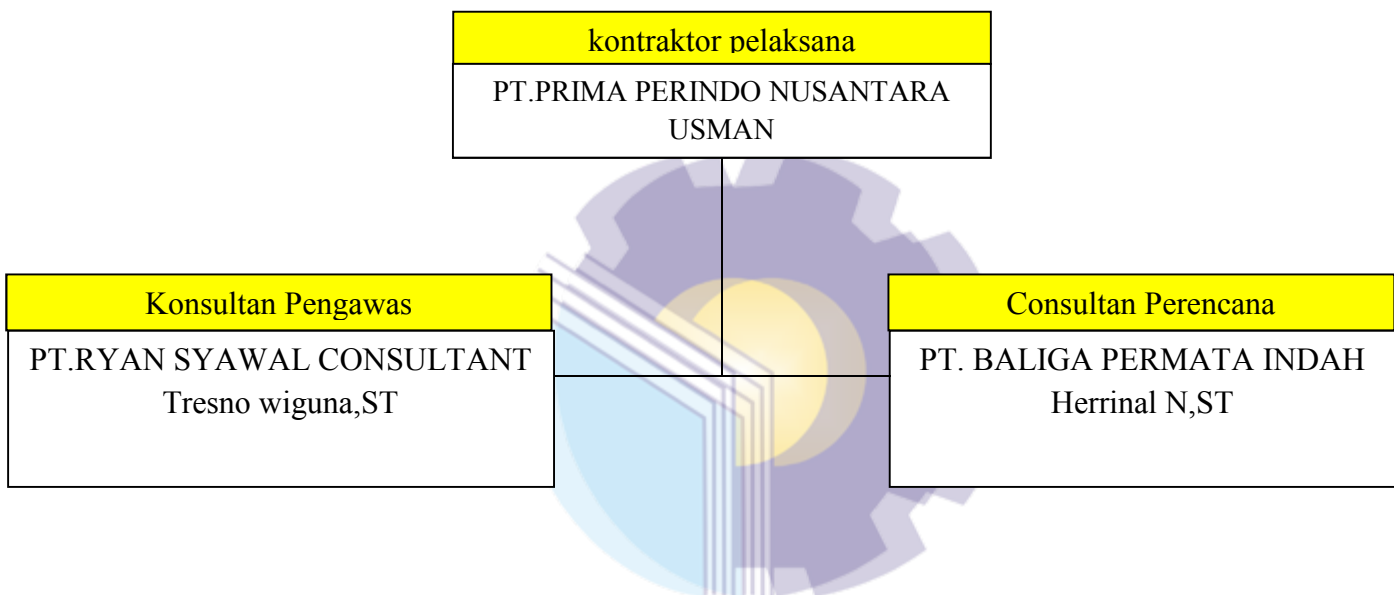 kontraktor pelaksana
PT.PRIMA PERINDO NUSANTARA
USMAN
Konsultan Pengawas
PT.RYAN SYAWAL CONSULTANT
Tresno wiguna,ST
Consultan Perencana
PT. BALIGA PERMATA INDAH
Herrinal N,ST